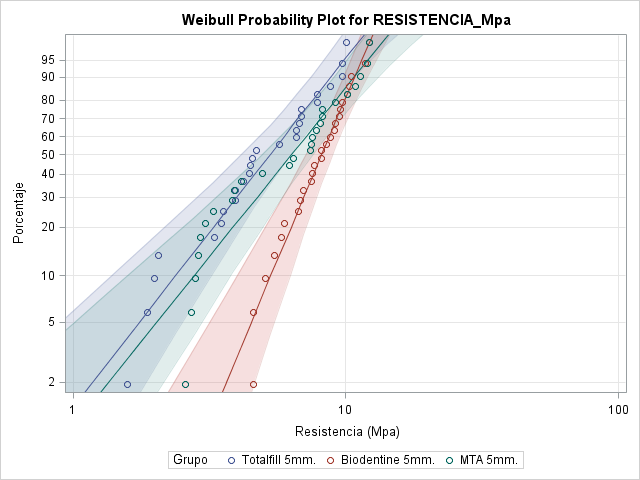 Weibull Probability Plot for RESISTENCIA_Mpa
Porcentaje
95
90
80
70
60
50
40
30
20
10
5
2
1
10
100
Resistencia (Mpa)
Grupo
Totalfill 5mm.
Biodentine 5mm.
MTA 5mm.